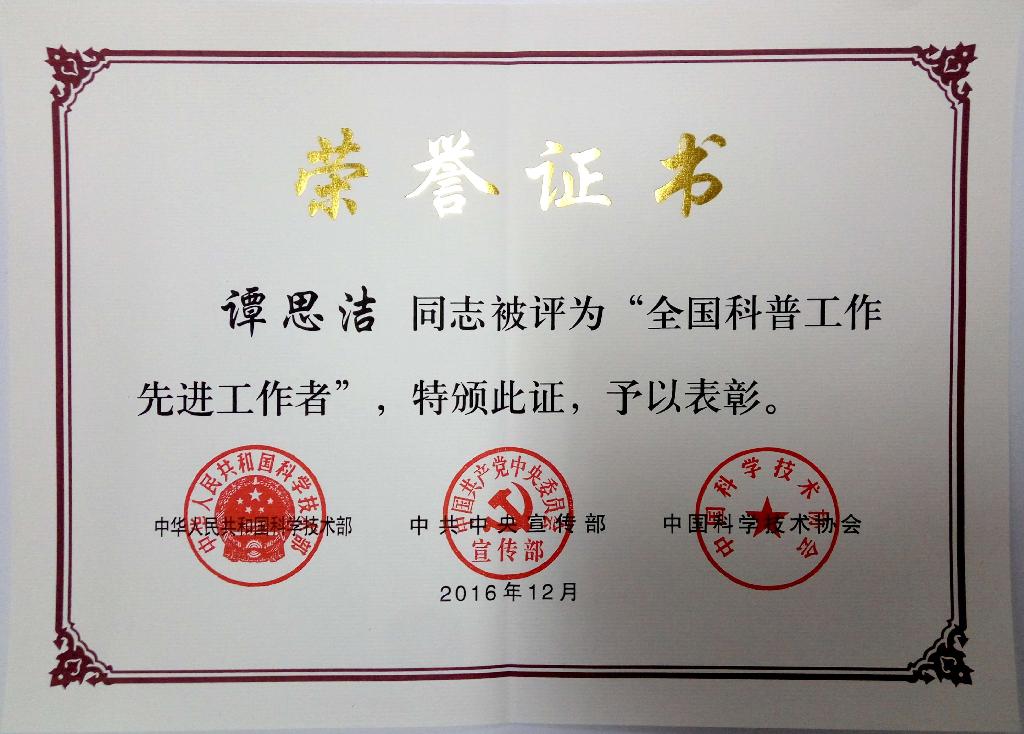 荣誉证书
谭思洁 同志被评为“全国科普工作
先进工作者”，特颁此证，予以表彰。
中华人民共和国科学技术部
中华人民共和国科学技术部
中国共产党中央委员会
宣传部
中共中央宣传部
中国科学技术协会
中国科学技术协会
2016年12月